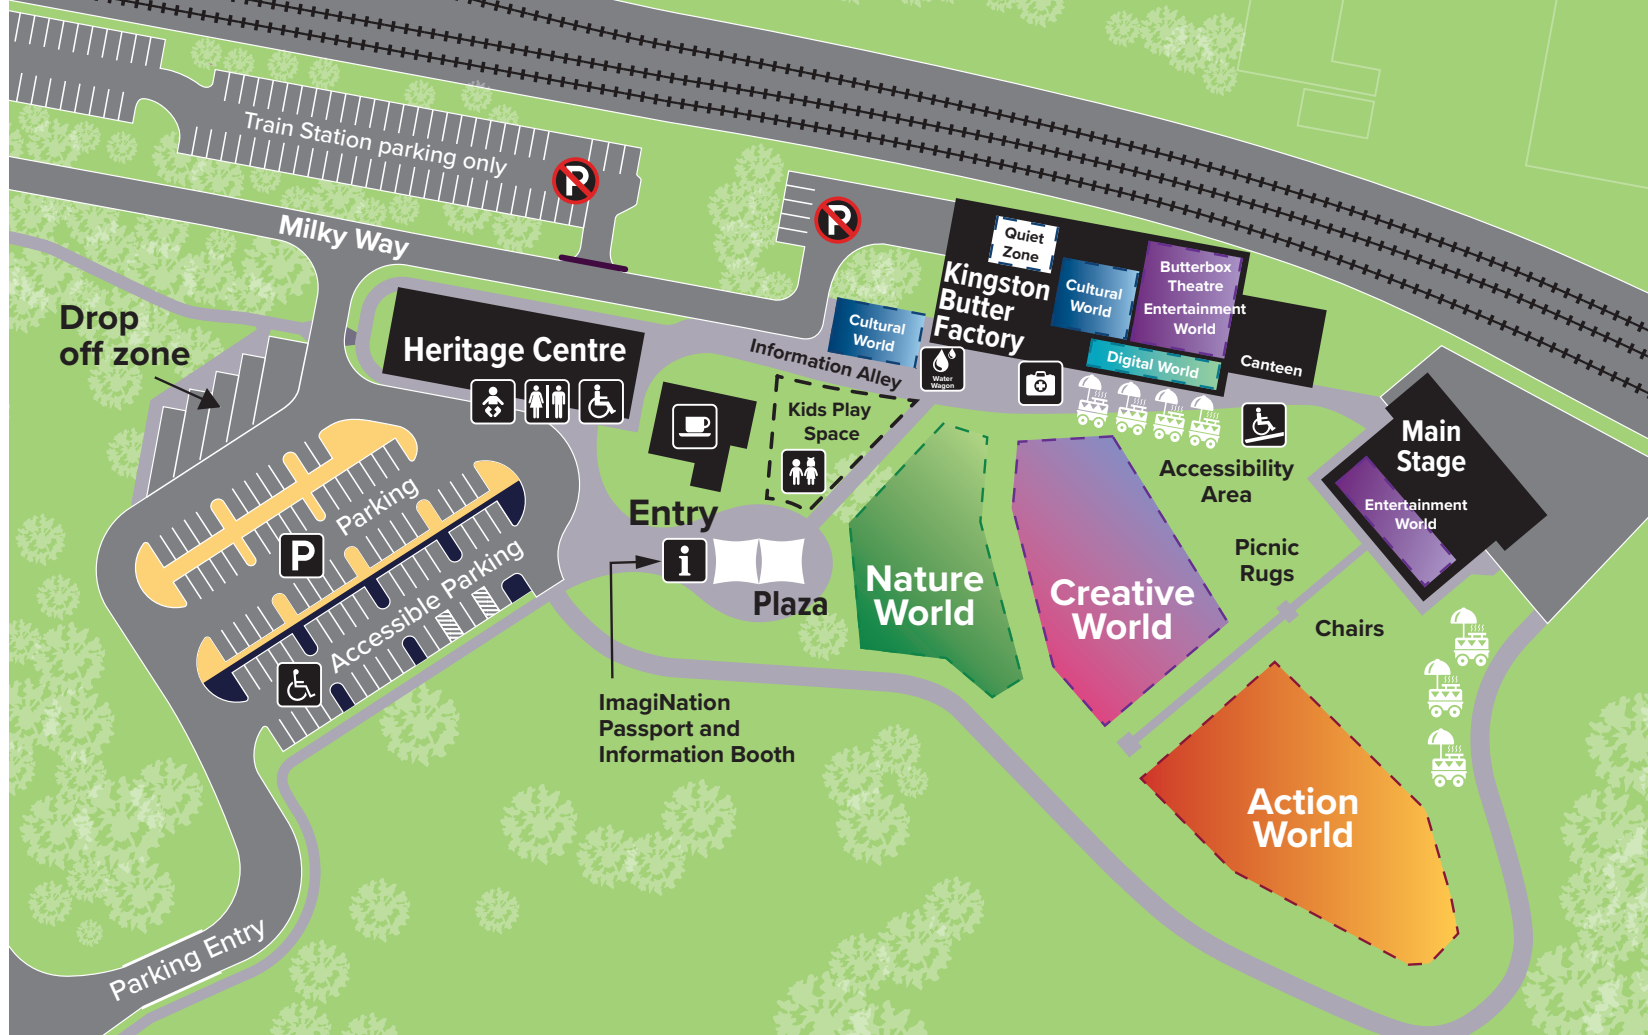 Train Station parking only
P
P
Milky Way
Drop
off zone
Heritage Centre
Quiet
Zone
Kingston
Butter
Factory
Cultural
World
Butterbox
Theatre
Entertainment
World
Digital World
Canteen
Cultural
World
Information Alley
Water
Wagon
Kids Play
Space
Main
Stage
Entertainment
World
Accessibility
Area
Parking
P
Accessible Parking
Entry
i
Plaza
Picnic
Rugs
Nature
World
Creative
World
Chairs
ImagiNation
Passport and
Information Booth
Action
World
Parking Entry